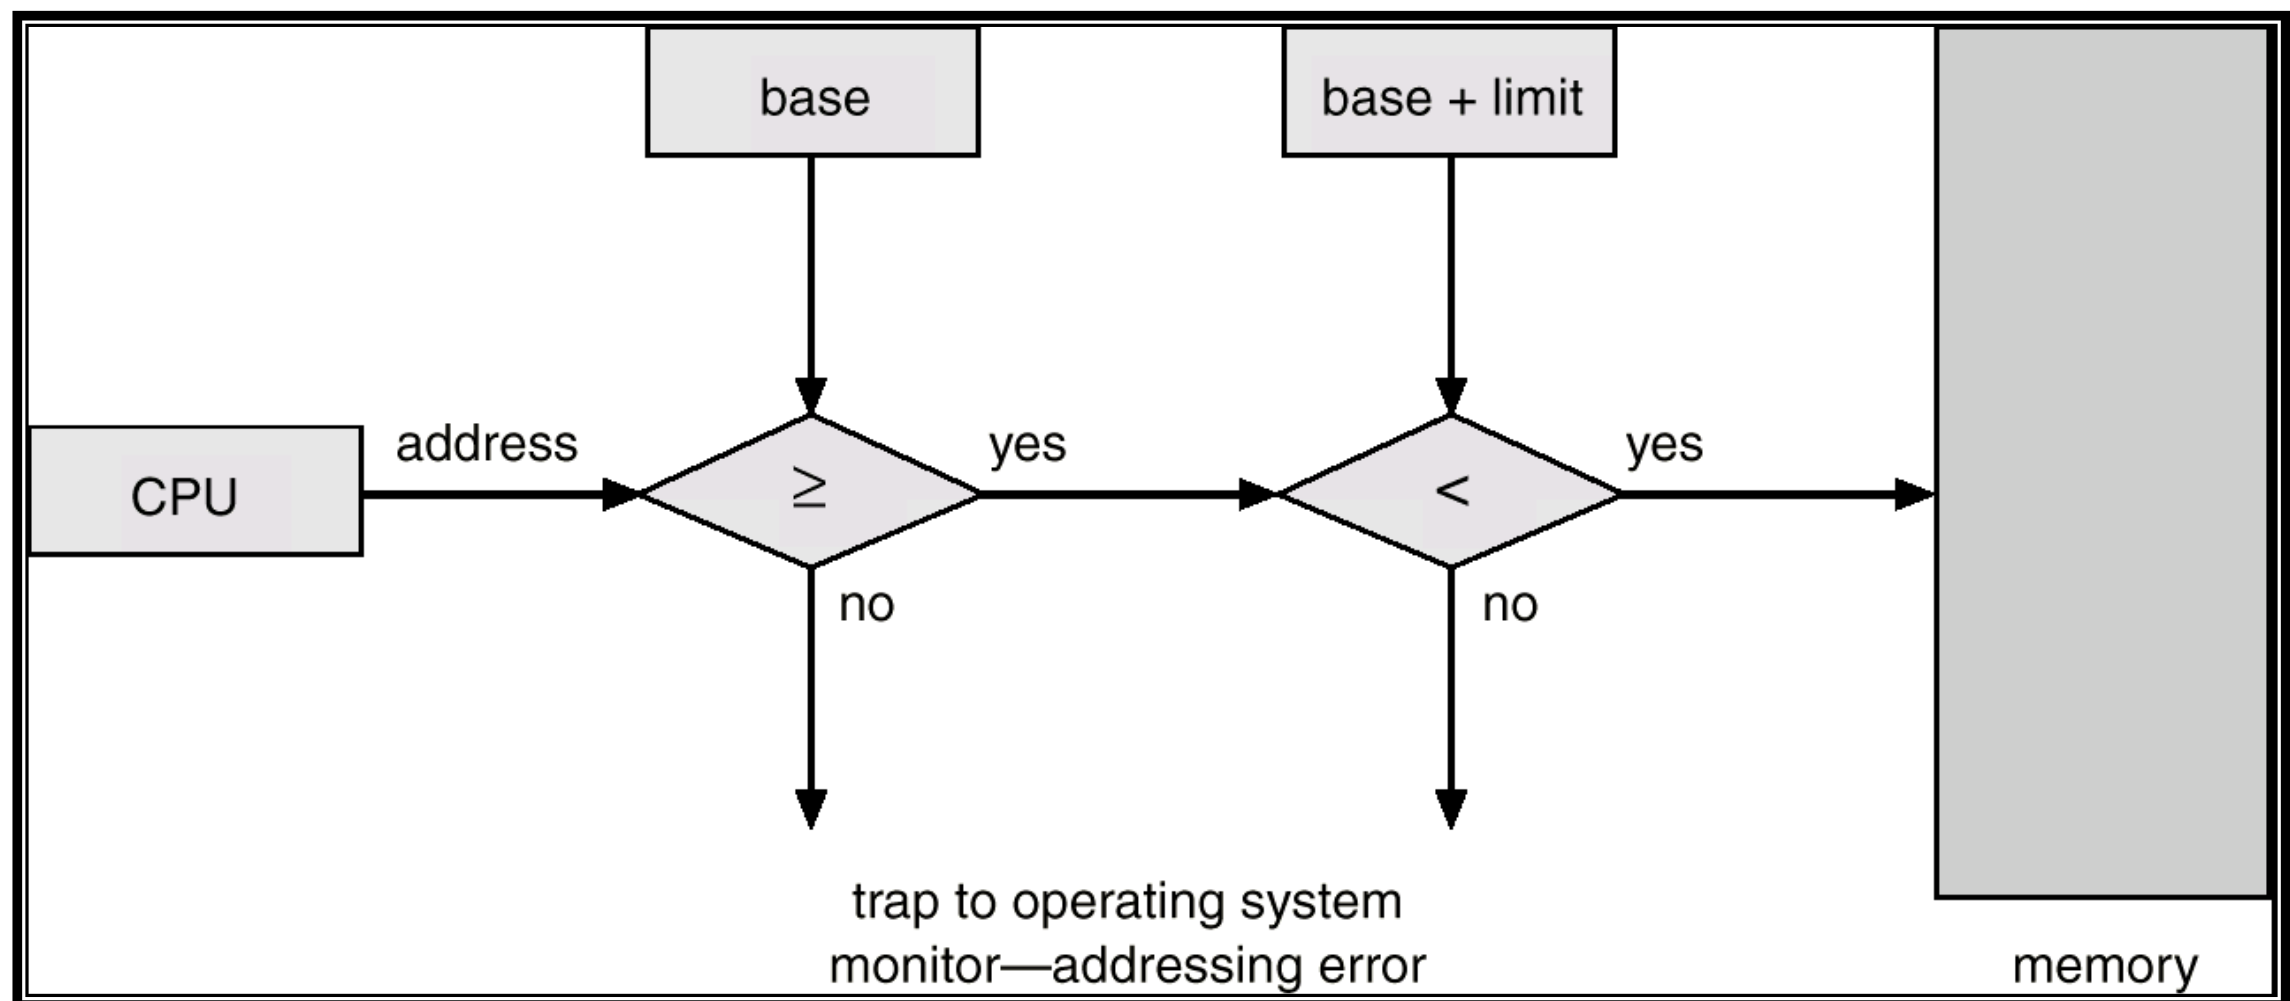 base
base + limit
CPU
address
≥
yes
<
yes
no
no
trap to operating system
monitor—addressing error
memory